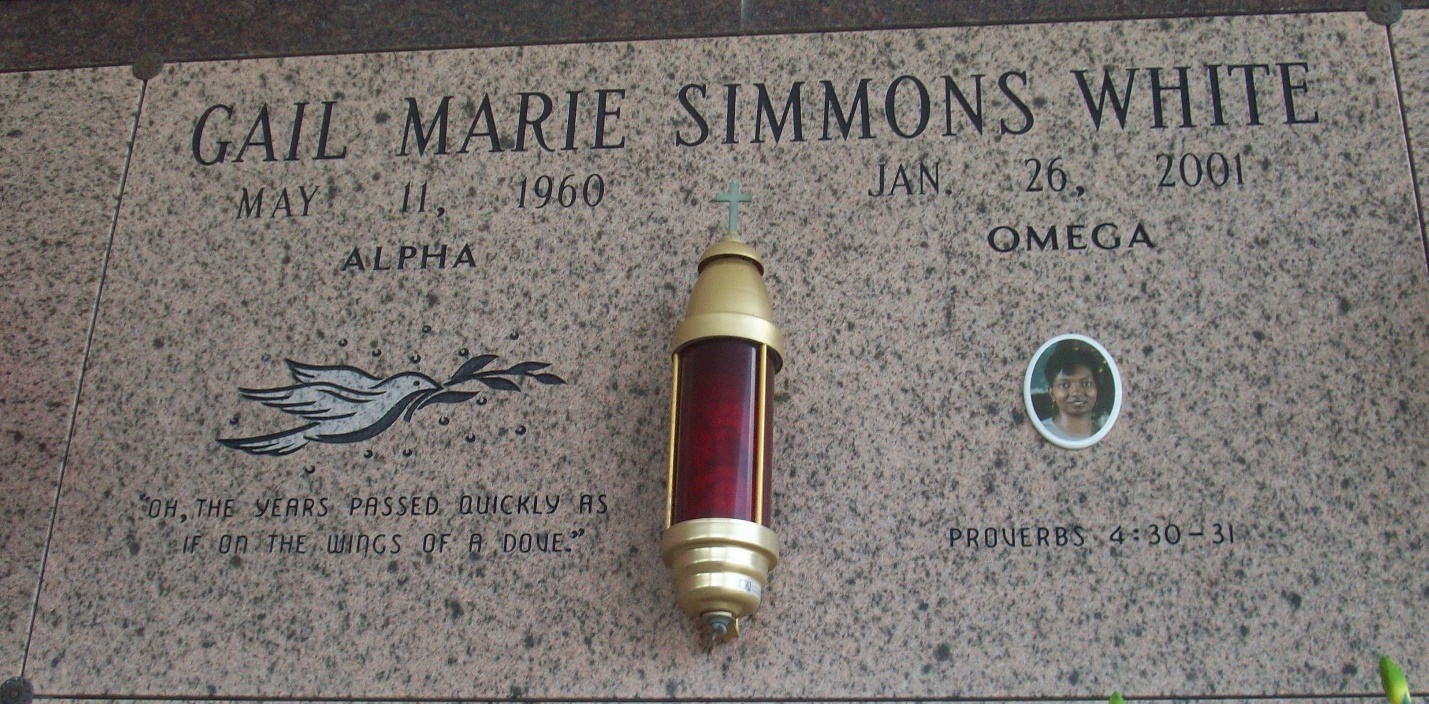 GAIL MARIE SIMMONS WHITE
MAY 11, 1960
JAN. 26, 2001
ALPHA
OMEGA
"OH, THE YEARS PASSED QUICKLY AS
IF ON THE WINGS OF A DOVE."
PROVERBS 4:30-31